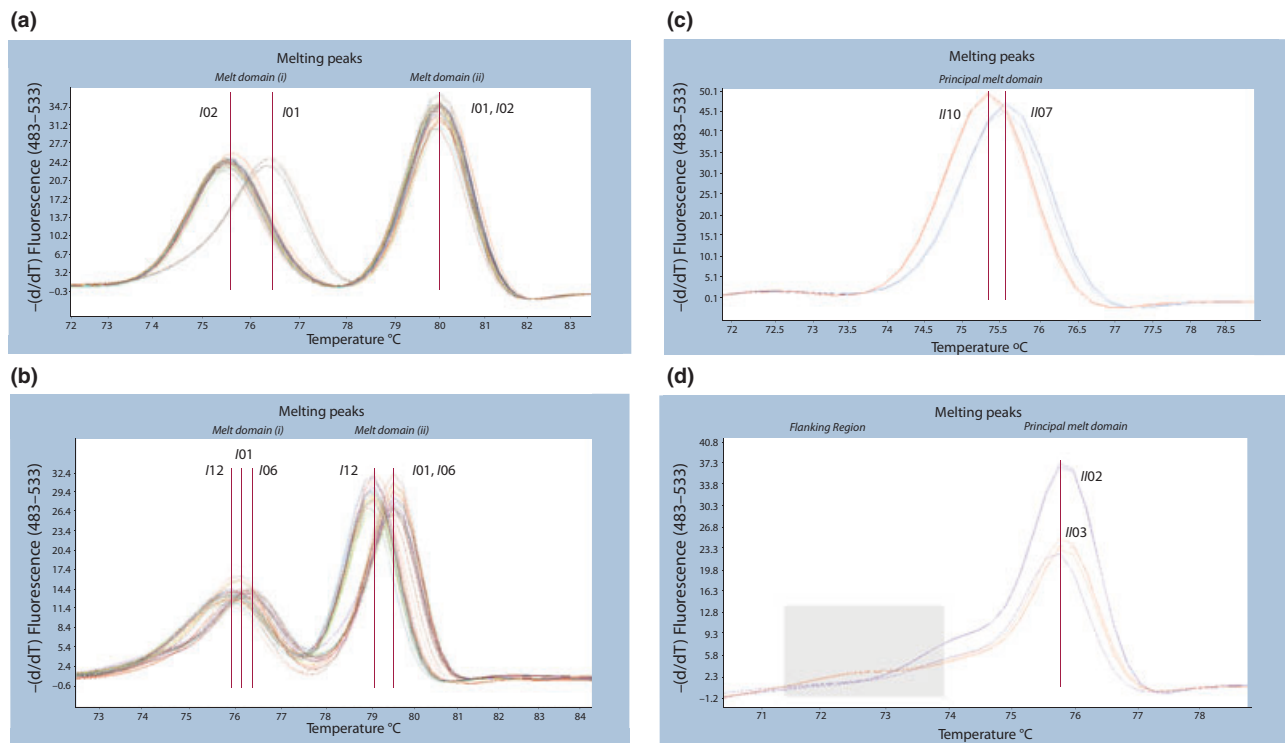 (a)
Melting peaks
Melt domain (i) Melt domain (ii)
–(d/dT) Fluorescence (483–533)
34.7
31.2
27.7
24.2
20.7
17.2
13.7
10.2
6.7
3.2
–0.3
I02 I01 I01, I02
72 73 74 75 76 77 78 79 80 81 82 83
Temperature °C
(b)
Melting peaks
Melt domain (i) Melt domain (ii)
–(d/dT) Fluorescence (483–533)
32.4
29.4
26.4
23.4
20.4
17.4
14.4
11.4
8.4
5.4
2.4
–0.6
I01
I12 I06 I12 I01, I06
73 74 75 76 77 78 79 80 81 82 83 84
Temperature °C
(c)
Melting peaks
Principal melt domain
–(d/dT) Fluorescence (483–533)
50.1
45.1
40.1
35.1
30.1
25.1
20.1
15.1
10.1
5.1
0.1
II10 II07
72 72.5 73 73.5 74 74.5 75 75.5 76 76.5 77 77.5 78 78.5
Temperature ºC
(d)
Melting peaks
Flanking Region Principal melt domain
–(d/dT) Fluorescence (483–533)
40.8
37.3
33.8
30.3
26.8
23.3
19.8
16.3
12.8
9.3
5.8
2.3
–1.2
II02
II03
71 72 73 74 75 76 77 78
Temperature °C